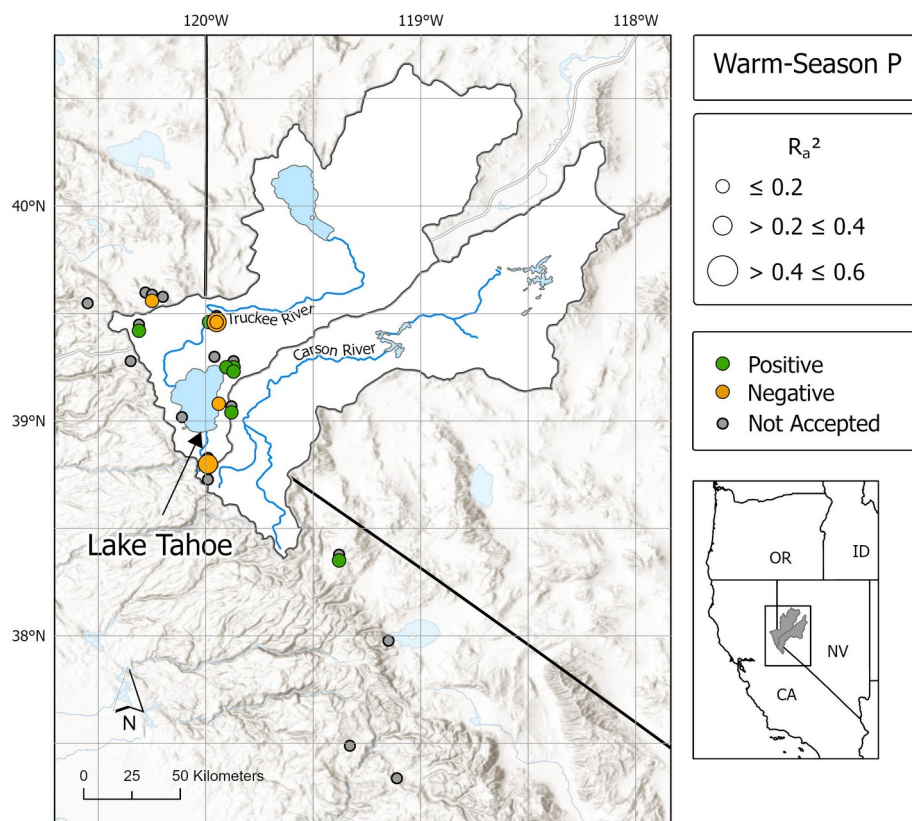 120°W
119°W
118°W
40°N
39°N
38°N
Truckee River
Carson River
Lake Tahoe
N
0 25 50 Kilometers
Warm-Season P
Rₐ²
≤ 0.2
> 0.2 ≤ 0.4
> 0.4 ≤ 0.6
Positive
Negative
Not Accepted
OR
ID
NV
CA